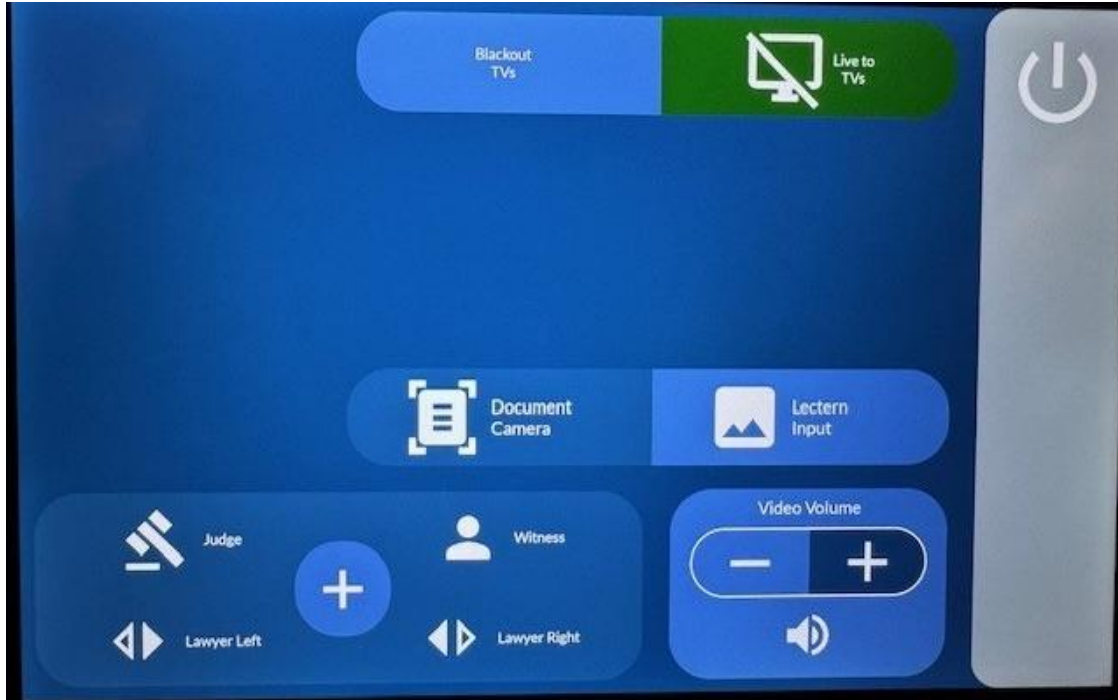 Blackout
TVs
Live to
TVs
Document
Camera
Lectern
Input
Judge
Witness
Lawyer Left
Lawyer Right
Video Volume